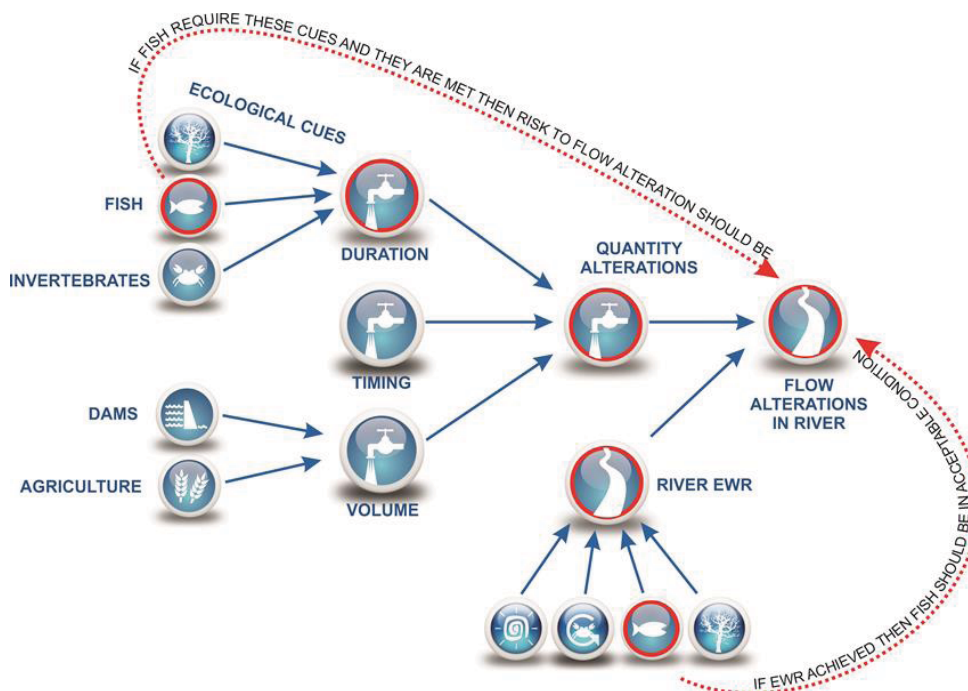 IF FISH REQUIRE THESE CUES AND THEY ARE MET THEN RISK TO FLOW ALTERATION SHOULD BE
ECOLOGICAL CUES
FISH
INVERTEBRATES
DURATION
QUANTITY
ALTERATIONS
TIMING
DAMS
AGRICULTURE
VOLUME
FLOW
ALTERATIONS
IN RIVER
RIVER EWR
IF EWR ACHIEVED THEN FISH SHOULD BE IN ACCEPTABLE CONDITION